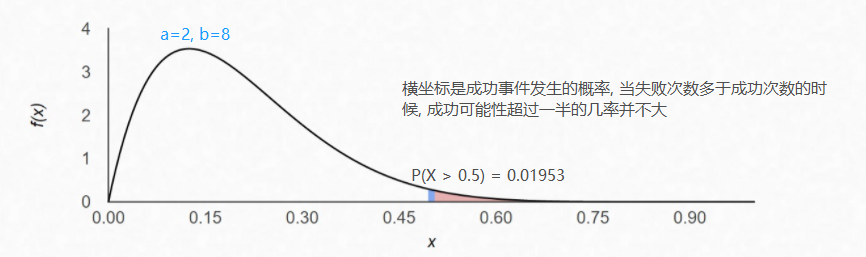 4
a=2, b=8
3
横坐标是成功事件发生的概率, 当失败次数多于成功次数的时
候, 成功可能性超过一半的几率并不大
f(x)
2
1
P(X > 0.5) = 0.01953
0
0.00 0.15 0.30 0.45 0.60 0.75 0.90
x